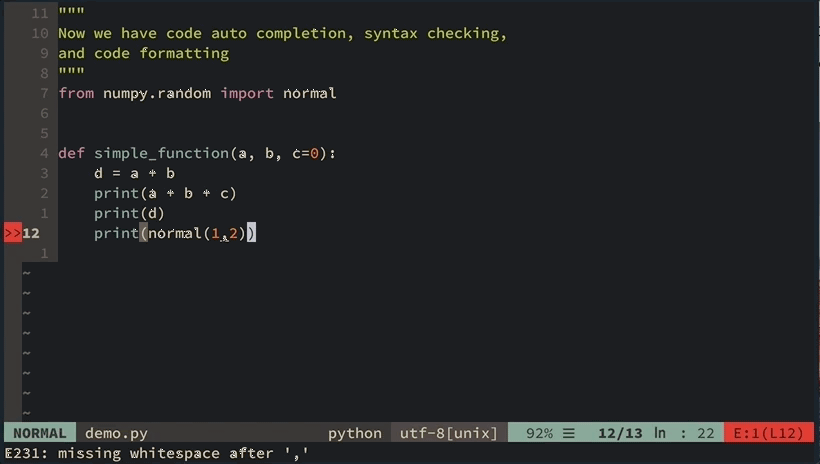 11 """
10 Now we have code auto completion, syntax checking,
9 and code formatting
8 """
7 from numpy.random import normal
6
5
4 def simple_function(a, b, c=0):
3     d = a + b
2     print(a + b + c)
1     print(d)
>>12     print(normal(1,2))
1
~
~
~
~
~
~
~
~
NORMAL demo.py python utf-8[unix] 92% ☰ 12/13 ln : 22 E:1(L12)
E231: missing whitespace after ','